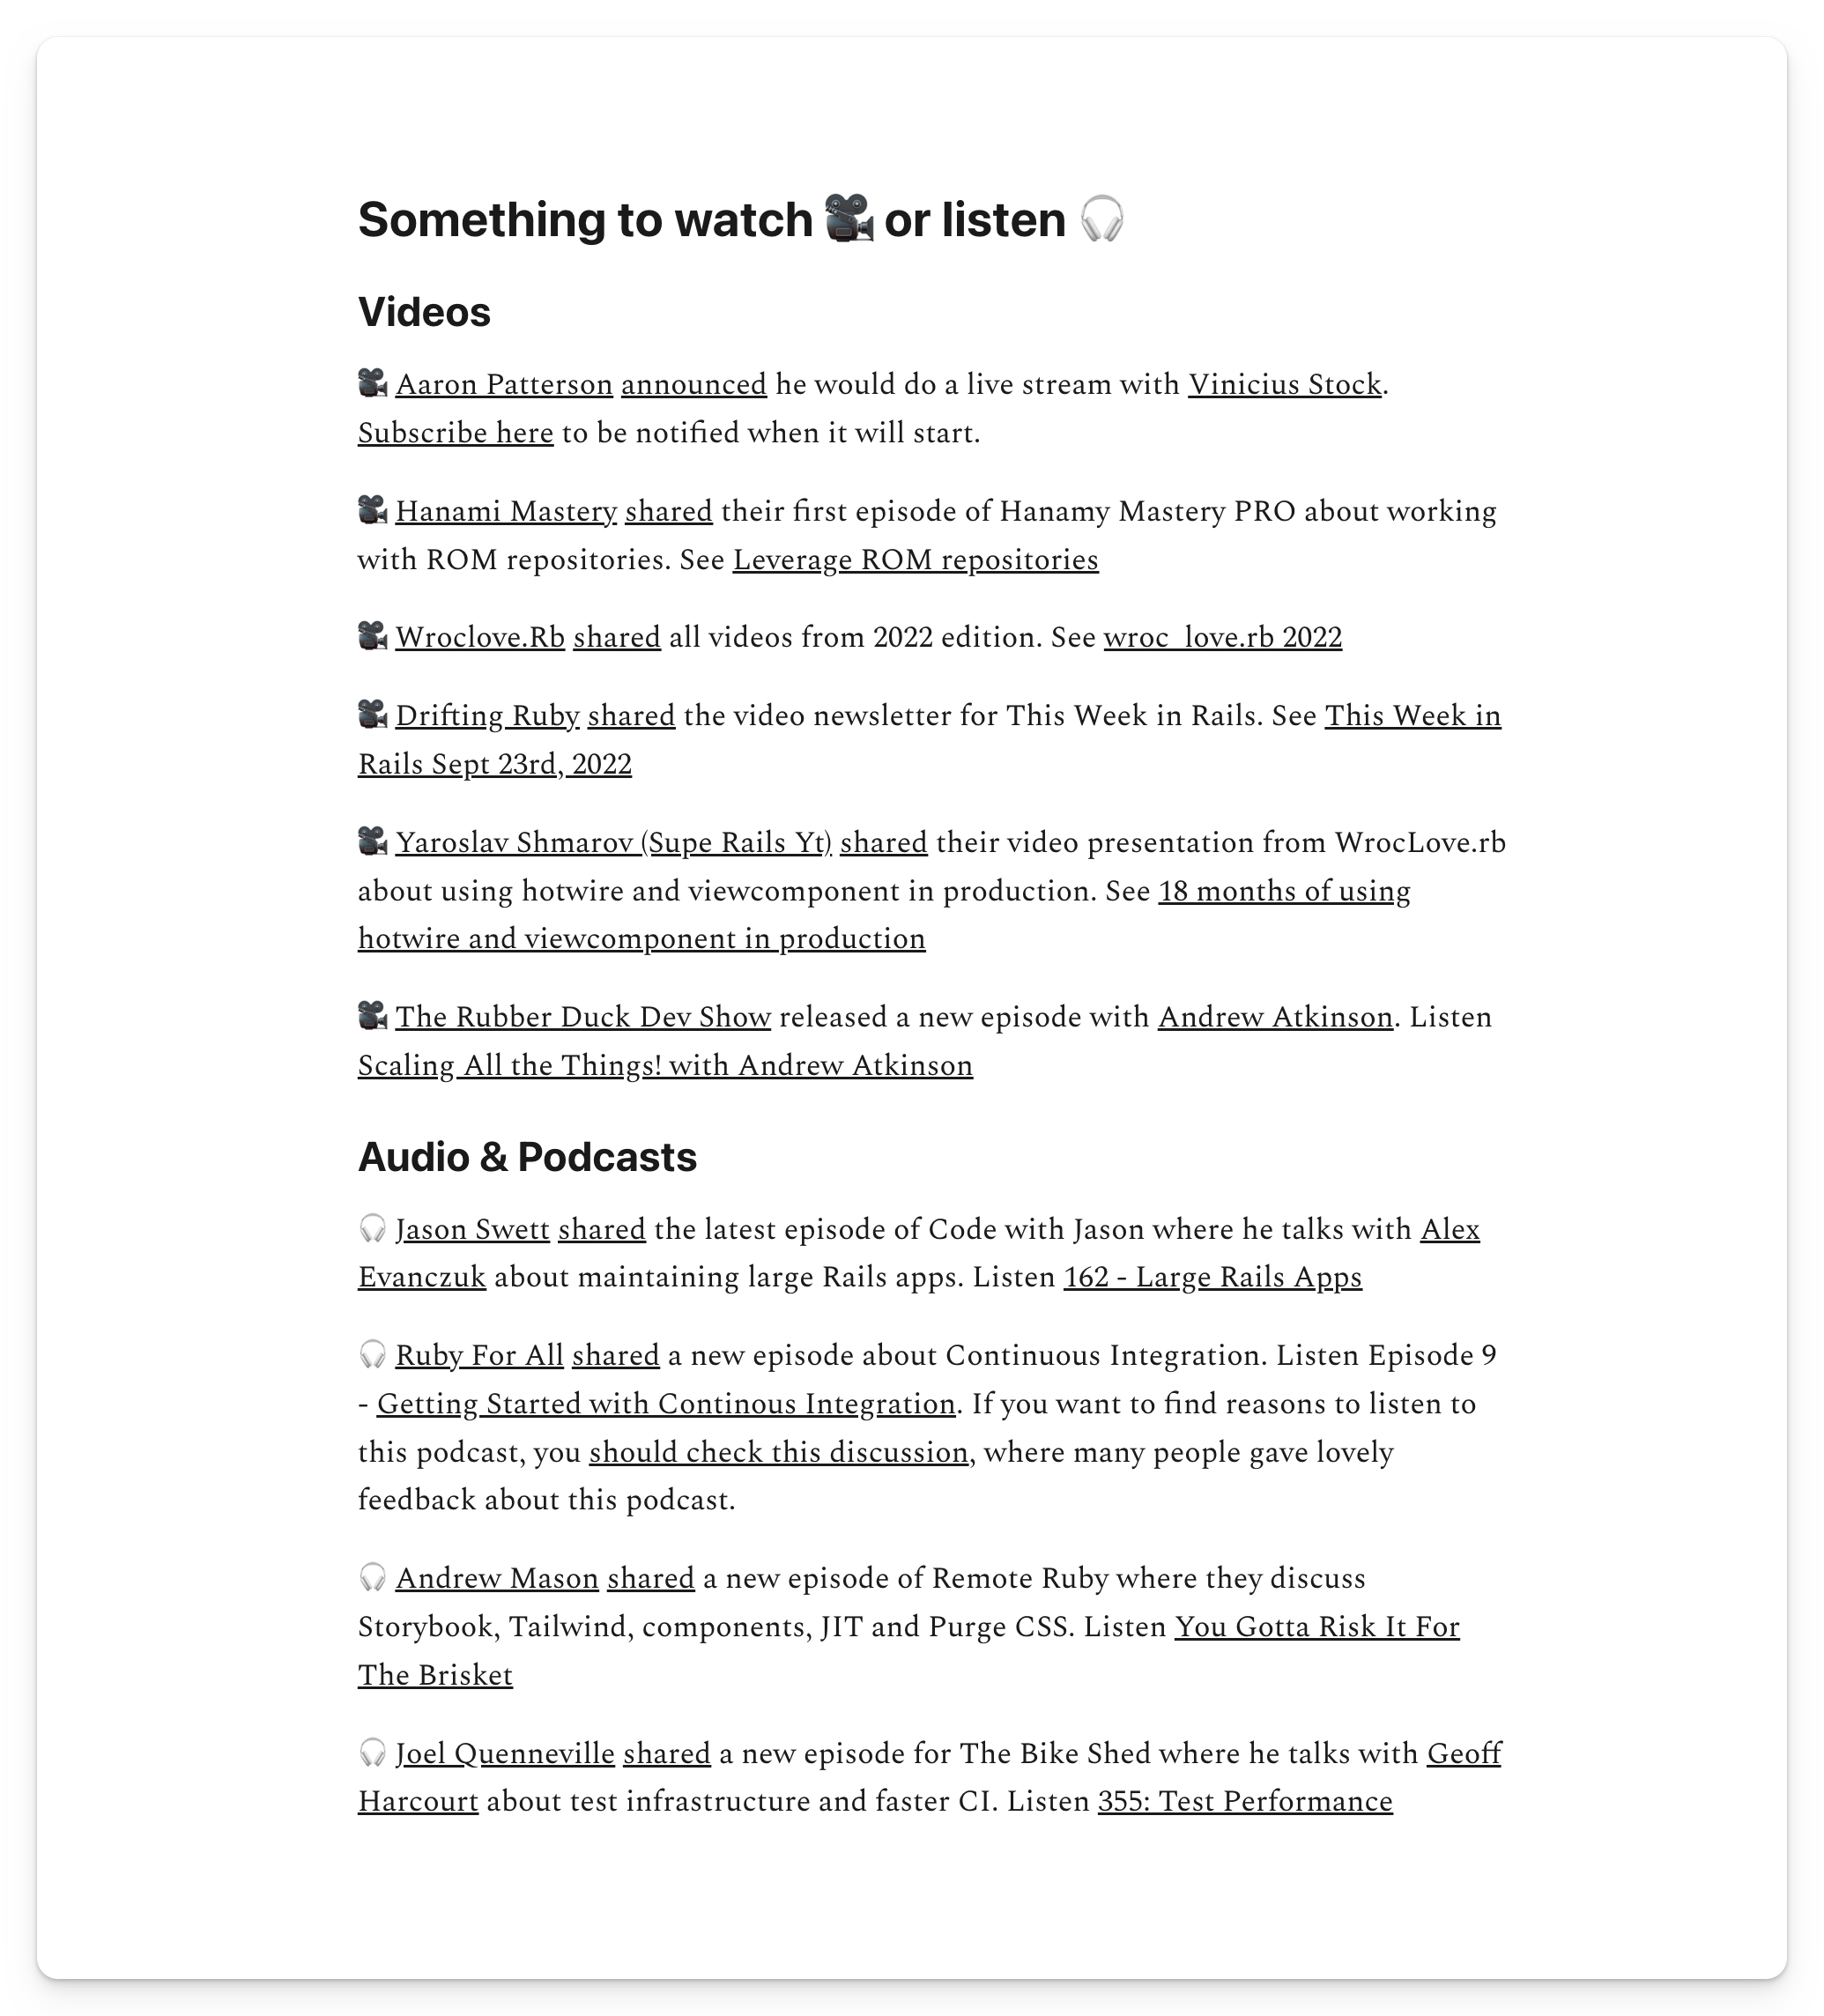 Something to watch 🎥 or listen 🎧
Videos
🎥 Aaron Patterson announced he would do a live stream with Vinicius Stock.
Subscribe here to be notified when it will start.
🎥 Hanami Mastery shared their first episode of Hanamy Mastery PRO about working
with ROM repositories. See Leverage ROM repositories
🎥 Wroclove.Rb shared all videos from 2022 edition. See wroc_love.rb 2022
🎥 Drifting Ruby shared the video newsletter for This Week in Rails. See This Week in
Rails Sept 23rd, 2022
🎥 Yaroslav Shmarov (Supe Rails Yt) shared their video presentation from WrocLove.rb
about using hotwire and viewcomponent in production. See 18 months of using
hotwire and viewcomponent in production
🎥 The Rubber Duck Dev Show released a new episode with Andrew Atkinson. Listen
Scaling All the Things! with Andrew Atkinson
Audio & Podcasts
🎧 Jason Swett shared the latest episode of Code with Jason where he talks with Alex
Evanczuk about maintaining large Rails apps. Listen 162 - Large Rails Apps
🎧 Ruby For All shared a new episode about Continuous Integration. Listen Episode 9
- Getting Started with Continous Integration. If you want to find reasons to listen to
this podcast, you should check this discussion, where many people gave lovely
feedback about this podcast.
🎧 Andrew Mason shared a new episode of Remote Ruby where they discuss
Storybook, Tailwind, components, JIT and Purge CSS. Listen You Gotta Risk It For
The Brisket
🎧 Joel Quenneville shared a new episode for The Bike Shed where he talks with Geoff
Harcourt about test infrastructure and faster CI. Listen 355: Test Performance